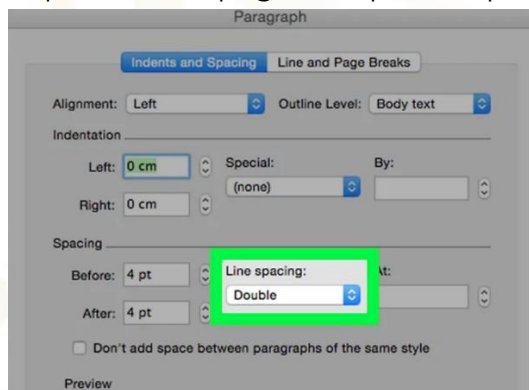 Paragraph
Indents and Spacing Line and Page Breaks
Alignment: Left Outline Level: Body text
Indentation
Left: 0 cm Special: By:
(none)
Right: 0 cm
Spacing
Before: 4 pt Line spacing: At:
Double
After: 4 pt
Don't add space between paragraphs of the same style
Preview